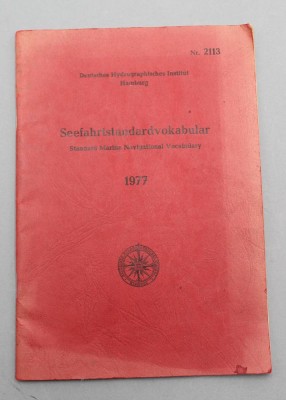 Nr. 2113
Deutsches Hydrographisches Institut
Hamburg
Seefahrtstandardvokabular
Standard Marine Navigational Vocabulary
1977